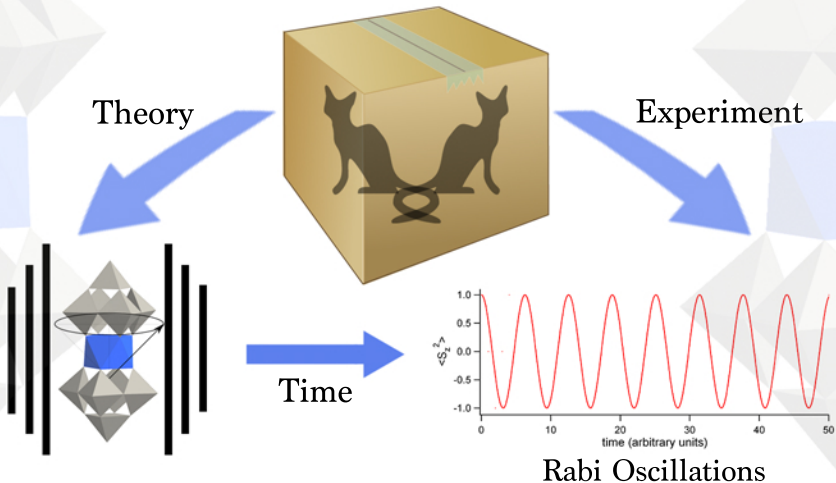 Theory
Experiment
Time
<S_z^2>
1.0
0.5
0.0
-0.5
-1.0
0
10
20
30
40
50
time (arbitrary units)
Rabi Oscillations